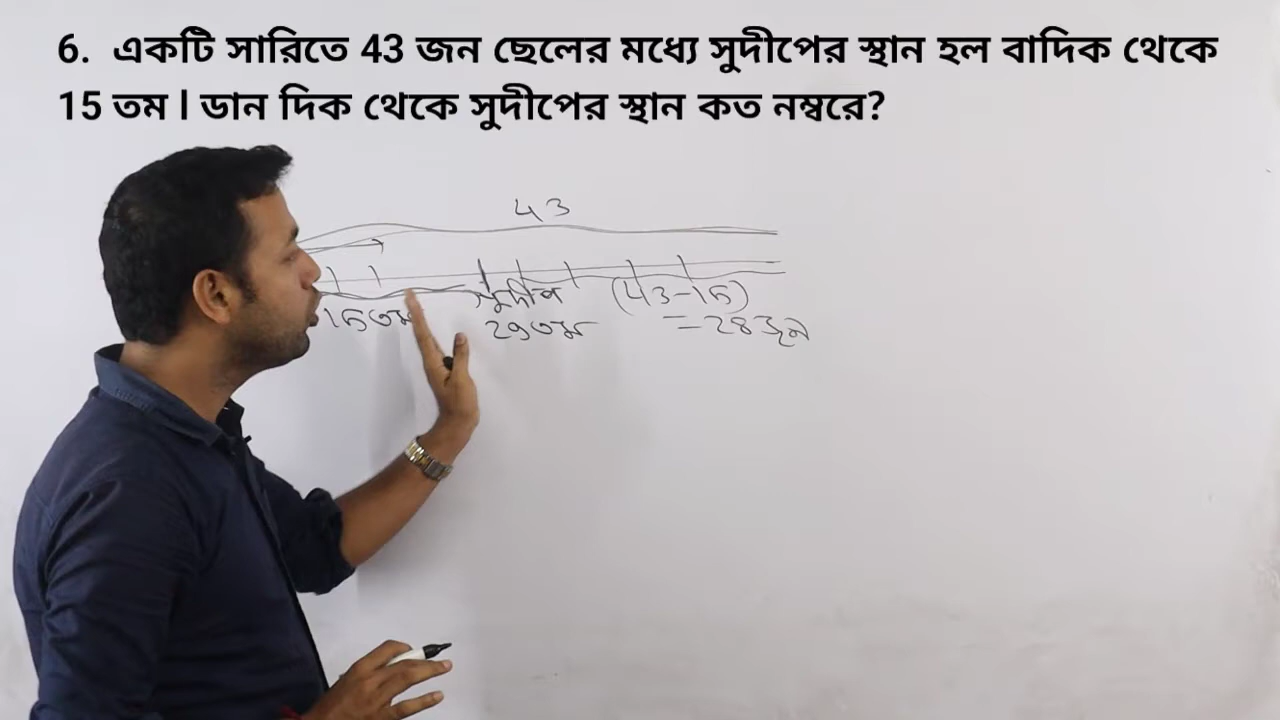 6. একটি সারিতে 43 জন ছেলের মধ্যে সুদীপের স্থান হল বাদিক থেকে
15 তম l ডান দিক থেকে সুদীপের স্থান কত নম্বরে?
43
15তম সুদীপ (43-15)
29তম =28জন